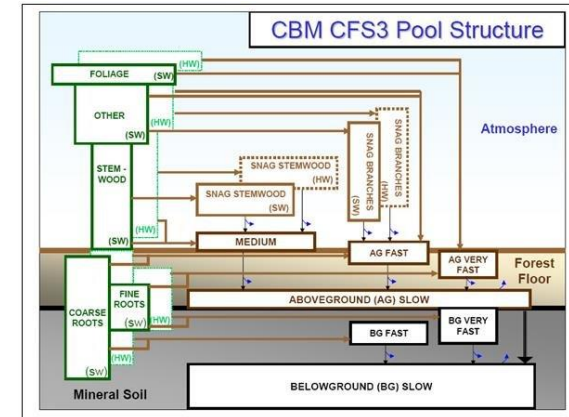 CBM CFS3 Pool Structure
(HW)
FOLIAGE
(SW)
OTHER
(HW)
(SW)
Atmosphere
SNAG BRANCHES
(SW)
SNAG BRANCHES
(HW)
STEM -
WOOD
SNAG STEMWOOD
(HW)
SNAG STEMWOOD
(SW)
(HW)
(SW)
MEDIUM
AG FAST
AG VERY
FAST
Forest
Floor
COARSE
ROOTS
FINE
ROOTS
(SW)
(HW)
ABOVEGROUND (AG) SLOW
BG FAST
BG VERY
FAST
(HW)
(SW)
Mineral Soil
BELOWGROUND (BG) SLOW